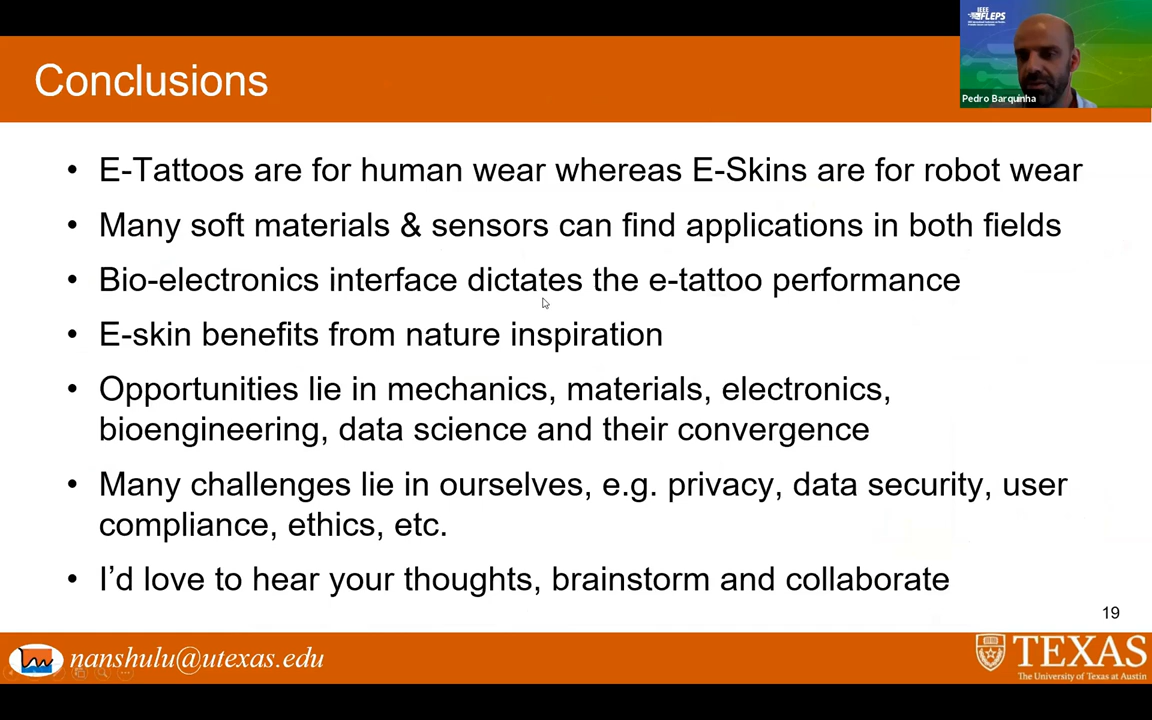 IEEE
FLEPS
Pedro Barquinha
Conclusions
• E-Tattoos are for human wear whereas E-Skins are for robot wear
• Many soft materials & sensors can find applications in both fields
• Bio-electronics interface dictates the e-tattoo performance
• E-skin benefits from nature inspiration
• Opportunities lie in mechanics, materials, electronics,
bioengineering, data science and their convergence
• Many challenges lie in ourselves, e.g. privacy, data security, user
compliance, ethics, etc.
• I’d love to hear your thoughts, brainstorm and collaborate
19
nanshulu@utexas.edu
TEXAS
The University of Texas at Austin